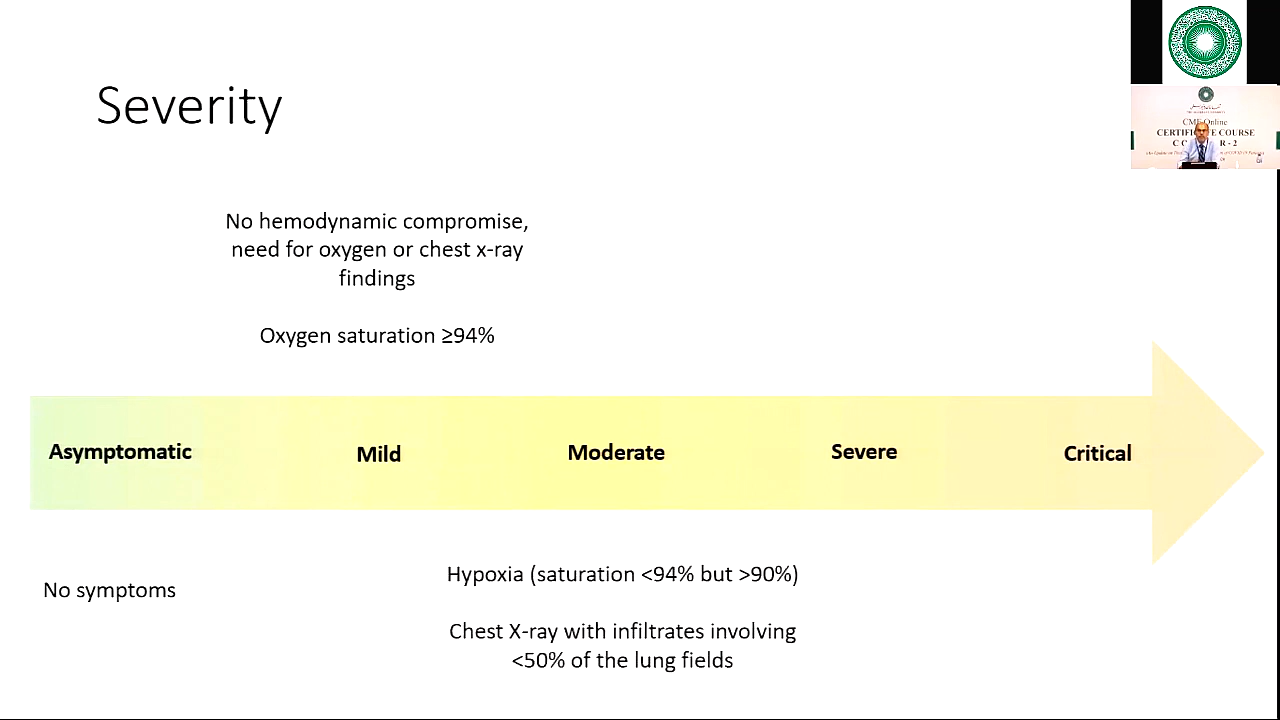 Severity
CME Online
No hemodynamic compromise,
need for oxygen or chest x-ray
findings
Oxygen saturation ≥94%
Asymptomatic
Mild
Moderate
Severe
Critical
No symptoms
Hypoxia (saturation <94% but >90%)
Chest X-ray with infiltrates involving
<50% of the lung fields